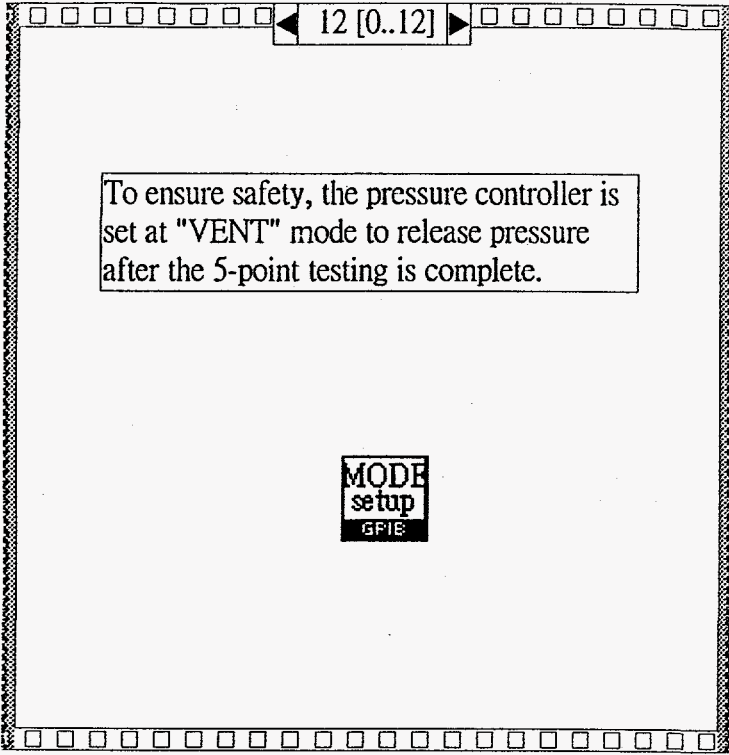 12 [0..12]
To ensure safety, the pressure controller is
set at "VENT" mode to release pressure
after the 5-point testing is complete.
MODE
setup
GPIB